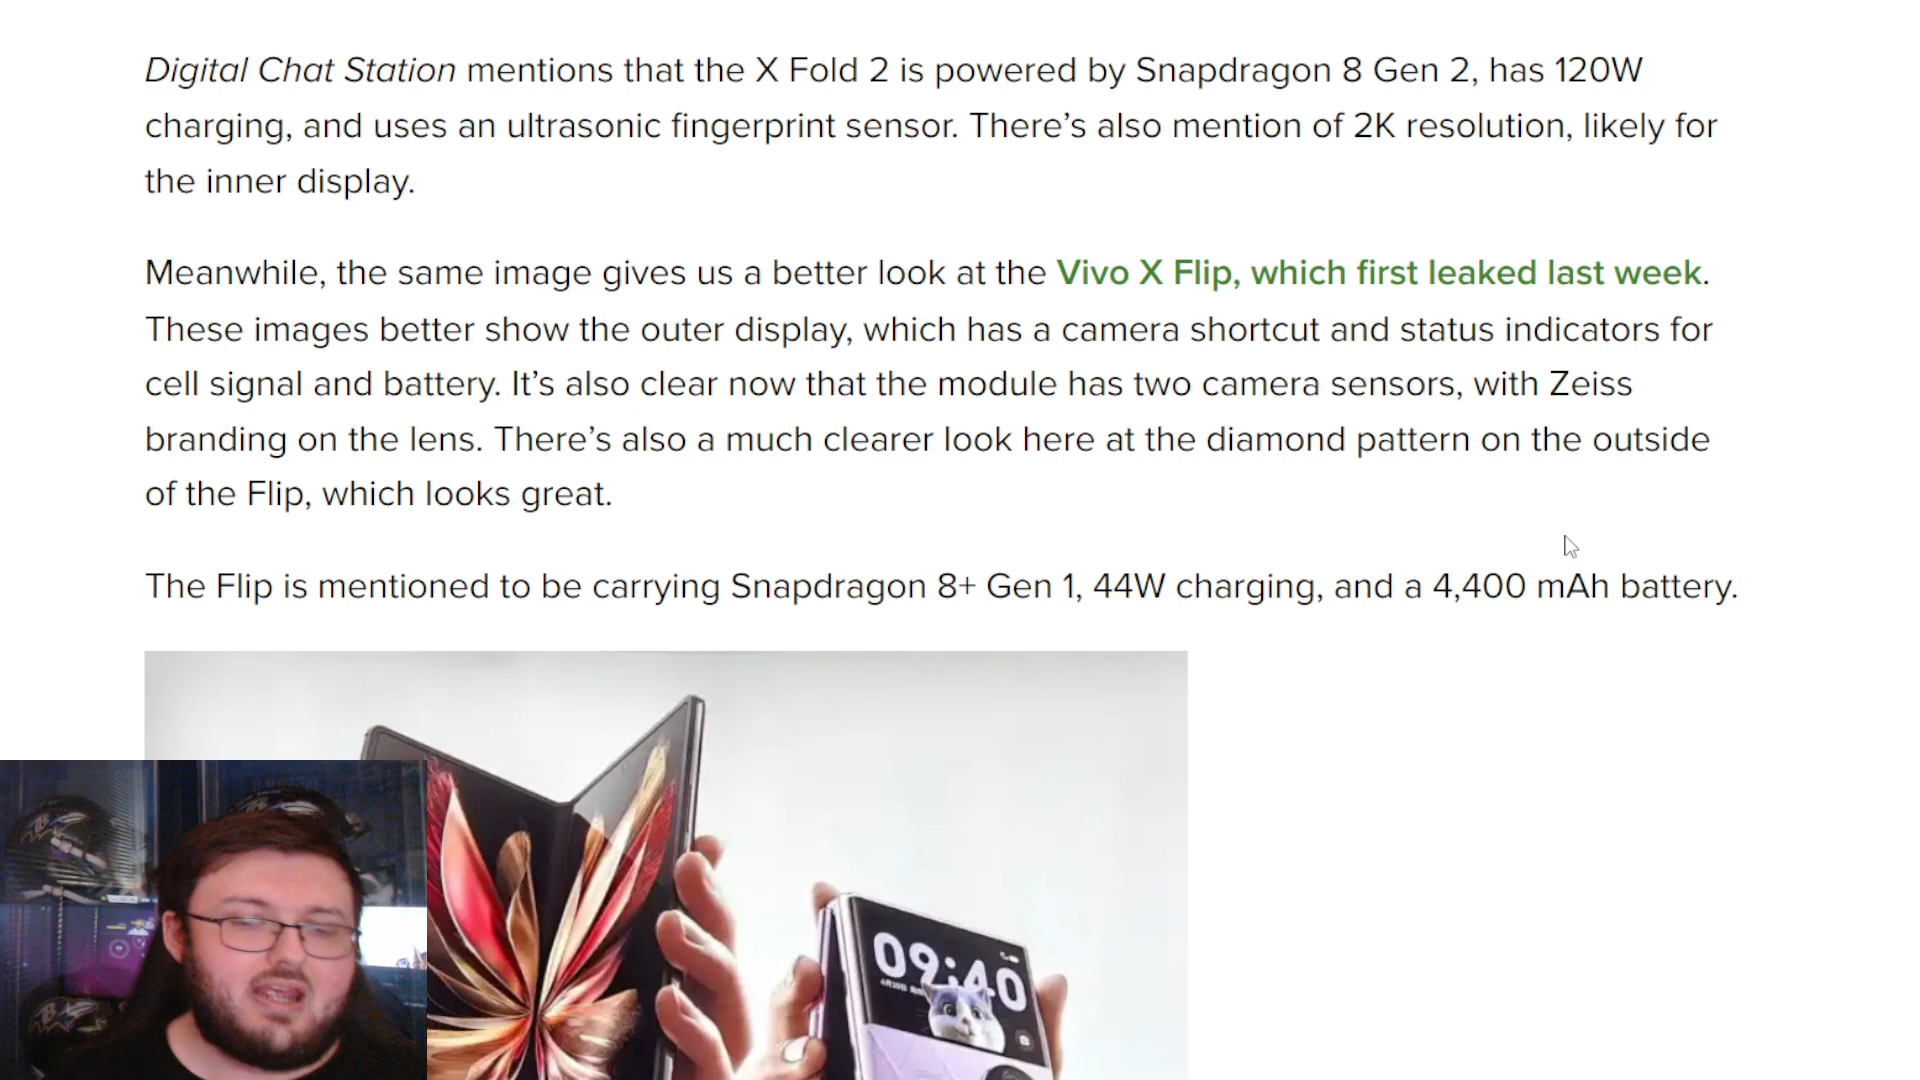 Digital Chat Station mentions that the X Fold 2 is powered by Snapdragon 8 Gen 2, has 120W
charging, and uses an ultrasonic fingerprint sensor. There’s also mention of 2K resolution, likely for
the inner display.
Meanwhile, the same image gives us a better look at the Vivo X Flip, which first leaked last week.
These images better show the outer display, which has a camera shortcut and status indicators for
cell signal and battery. It’s also clear now that the module has two camera sensors, with Zeiss
branding on the lens. There’s also a much clearer look here at the diamond pattern on the outside
of the Flip, which looks great.
The Flip is mentioned to be carrying Snapdragon 8+ Gen 1, 44W charging, and a 4,400 mAh battery.
09:40